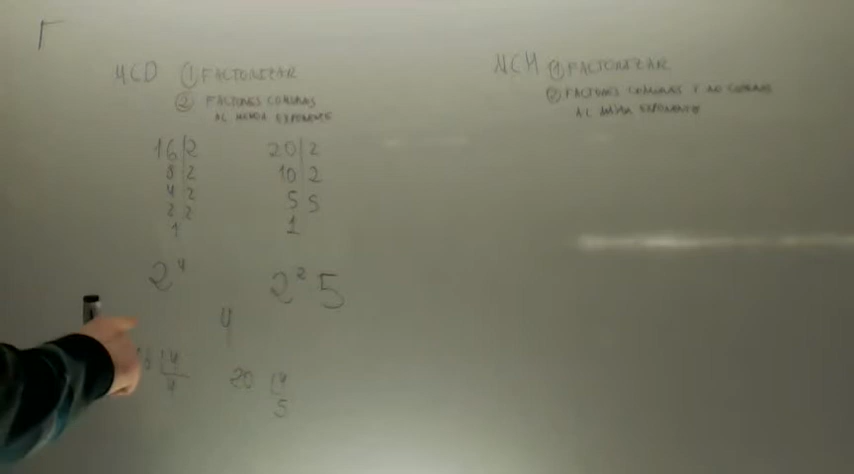 MCD ① FACTORIZAR
② FACTORES COMUNES
AL MENOR EXPONENTE
16|2
8 2
4 2
2 2
1
20|2
10 2
5 5
1
2⁴
2² 5
4
16 |4
4
20 |4
5
MCM ① FACTORIZAR
② FACTORES COMUNES Y NO COMUNES
AL MAYOR EXPONENTE